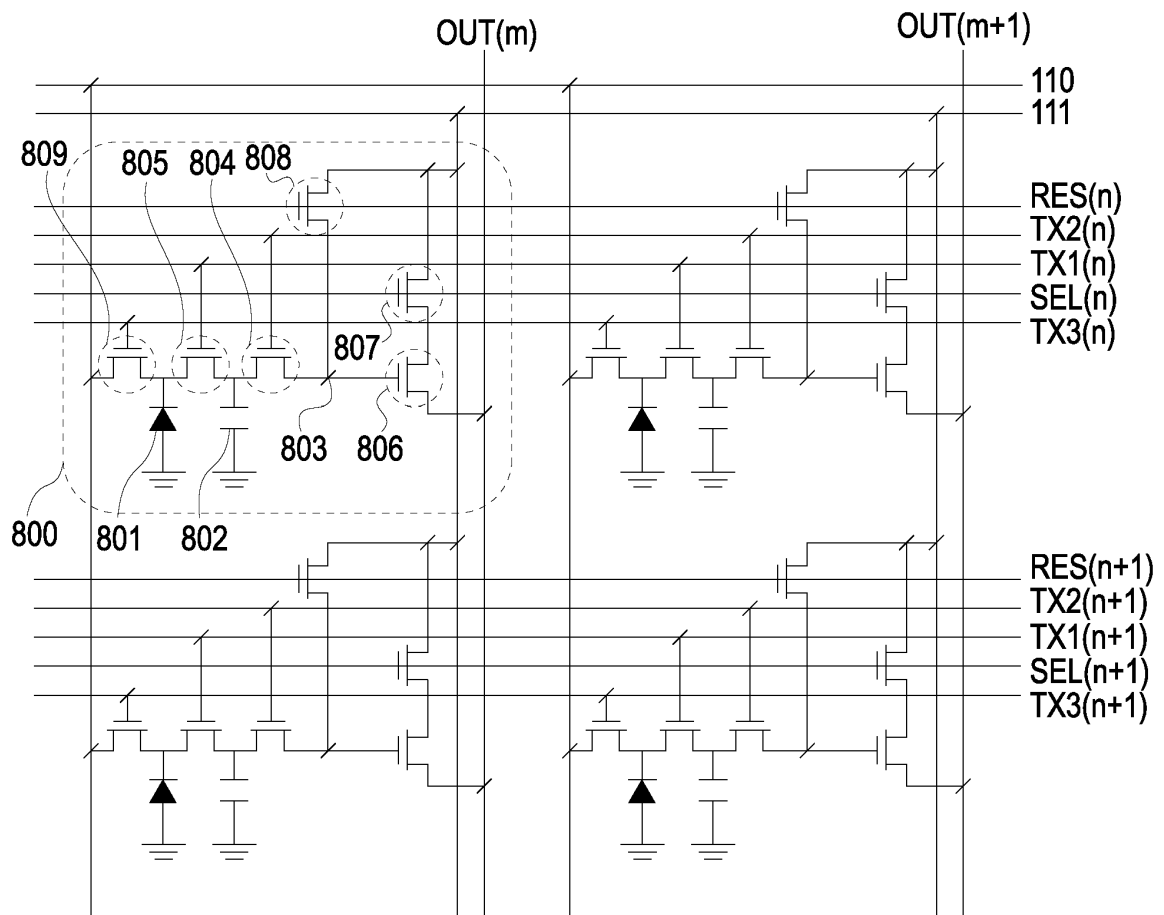 OUT(m)
OUT(m+1)
110
111
809
805
804
808
RES(n)
TX2(n)
TX1(n)
SEL(n)
TX3(n)
807
803
806
800
801
802
RES(n+1)
TX2(n+1)
TX1(n+1)
SEL(n+1)
TX3(n+1)